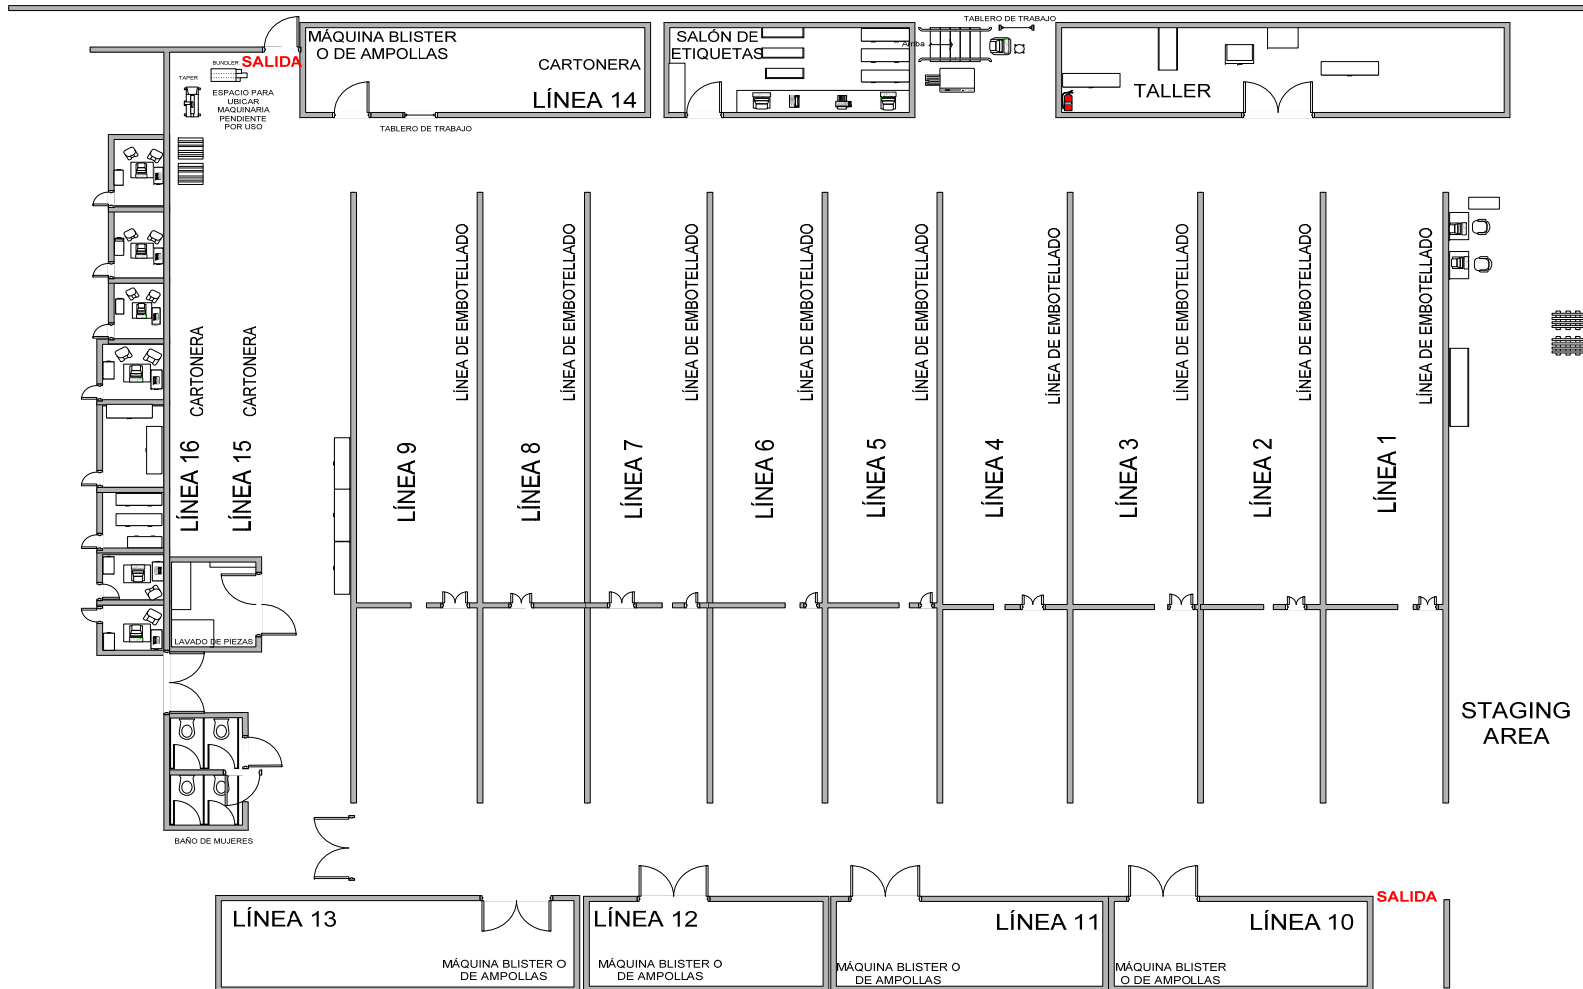 TABLERO DE TRABAJO
MÁQUINA BLISTER
O DE AMPOLLAS
CARTONERA
LÍNEA 14
SALÓN DE
ETIQUETAS
Arriba
TALLER
BUNDLER
SALIDA
TAPER
ESPACIO PARA
UBICAR
MAQUINARIA
PENDIENTE
POR USO
TABLERO DE TRABAJO
LÍNEA DE EMBOTELLADO
LÍNEA DE EMBOTELLADO
LÍNEA DE EMBOTELLADO
LÍNEA DE EMBOTELLADO
LÍNEA DE EMBOTELLADO
LÍNEA DE EMBOTELLADO
LÍNEA DE EMBOTELLADO
LÍNEA DE EMBOTELLADO
LÍNEA DE EMBOTELLADO
CARTONERA
CARTONERA
LÍNEA 16
LÍNEA 15
LÍNEA 9
LÍNEA 8
LÍNEA 7
LÍNEA 6
LÍNEA 5
LÍNEA 4
LÍNEA 3
LÍNEA 2
LÍNEA 1
LAVADO DE PIEZAS
STAGING
AREA
BAÑO DE MUJERES
SALIDA
LÍNEA 13
MÁQUINA BLISTER O
DE AMPOLLAS
LÍNEA 12
MÁQUINA BLISTER O
DE AMPOLLAS
LÍNEA 11
MÁQUINA BLISTER O
DE AMPOLLAS
LÍNEA 10
MÁQUINA BLISTER
O DE AMPOLLAS